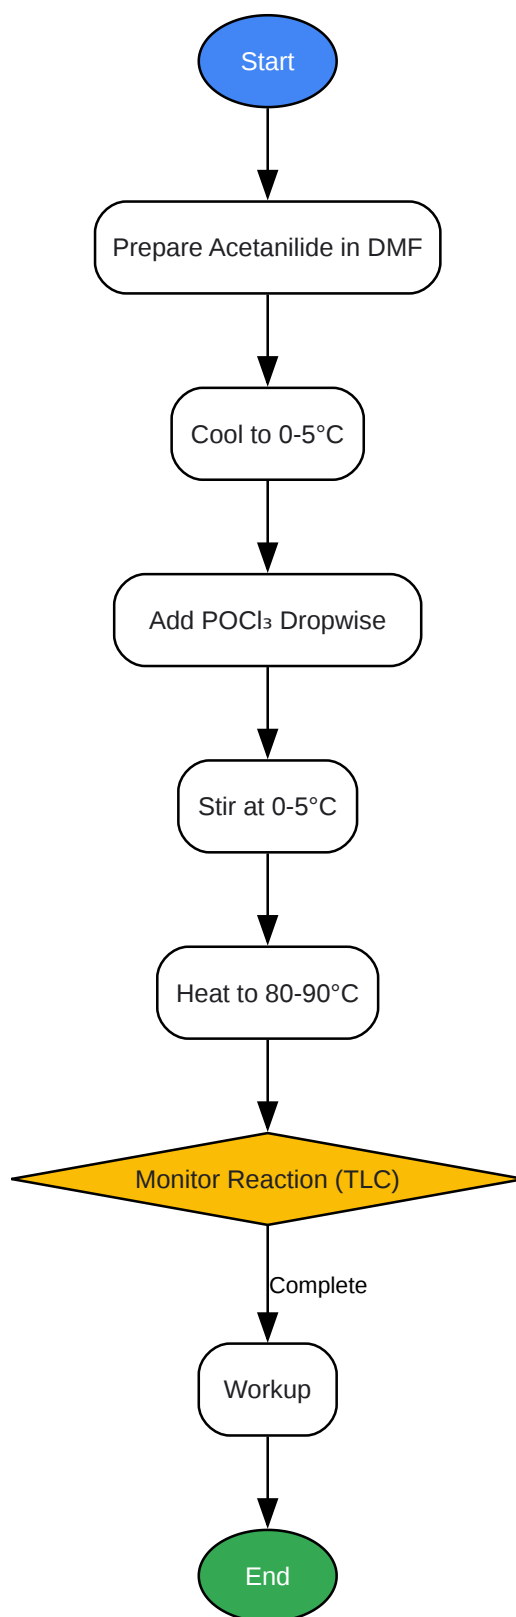 Start
Prepare Acetanilide in DMF
Cool to 0-5°C
Add POCl₃ Dropwise
Stir at 0-5°C
Heat to 80-90°C
Monitor Reaction (TLC)
Complete
Workup
End